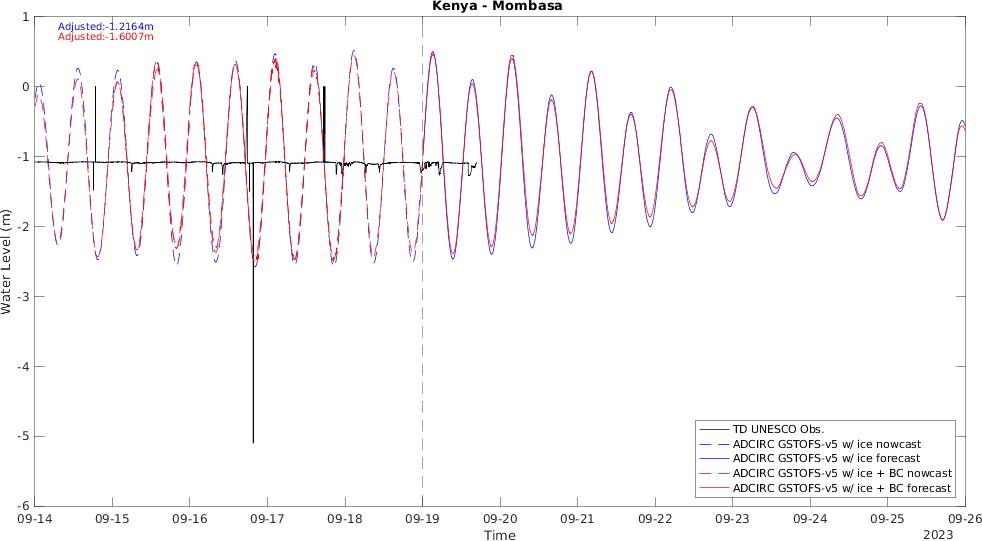 Kenya - Mombasa
Adjusted:-1.2164m
Adjusted:-1.6007m
1
0
-1
-2
-3
-4
-5
-6
Water Level (m)
TD UNESCO Obs.
ADCIRC GSTOFS-v5 w/ ice nowcast
ADCIRC GSTOFS-v5 w/ ice forecast
ADCIRC GSTOFS-v5 w/ ice + BC nowcast
ADCIRC GSTOFS-v5 w/ ice + BC forecast
09-14 09-15 09-16 09-17 09-18 09-19 09-20 09-21 09-22 09-23 09-24 09-25 09-26
Time
2023